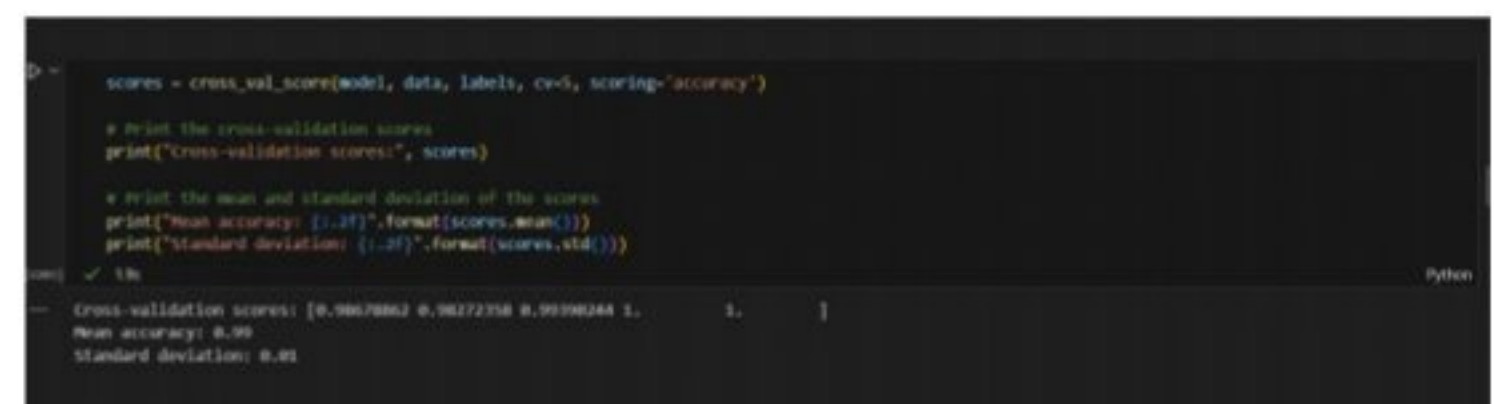 scores = cross_val_score(model, data, labels, cv=5, scoring='accuracy')
# Print the cross-validation scores
print("Cross-validation scores:", scores)
# Print the mean and standard deviation of the scores
print("Mean accuracy: {:.2f}".format(scores.mean()))
print("Standard deviation: {:.2f}".format(scores.std()))
Python
Cross-validation scores: [0.98678862 0.98272358 0.99390244 1. 1. ]
Mean accuracy: 0.99
Standard deviation: 0.01